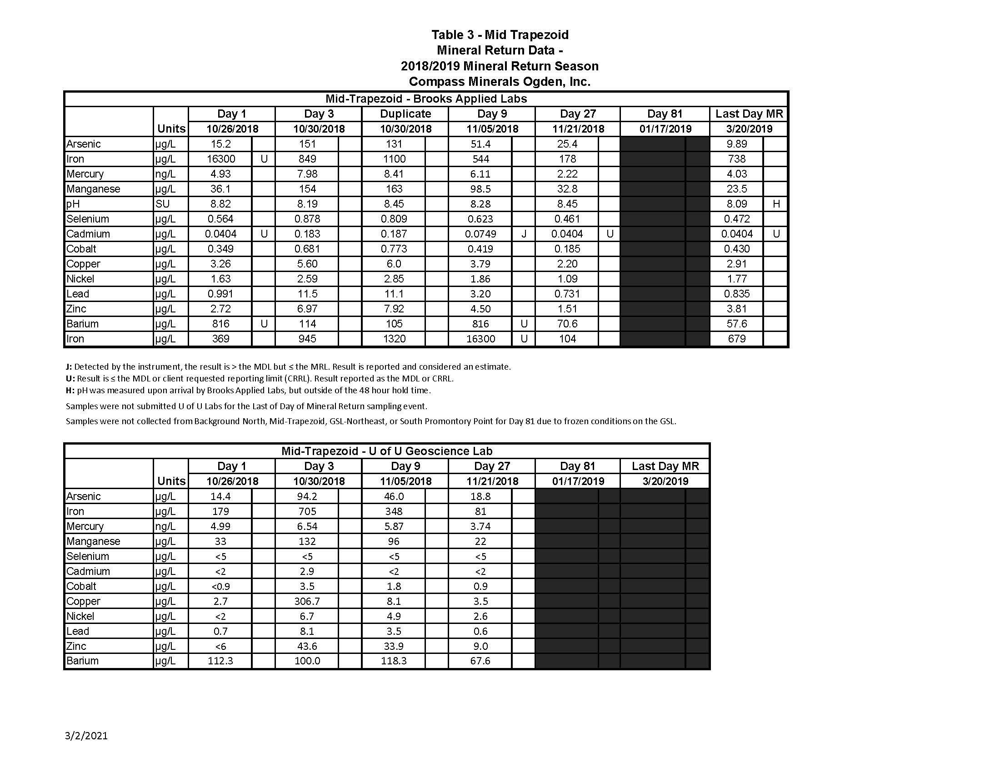 Table 3 - Mid Trapezoid
Mineral Return Data -
2018/2019 Mineral Return Season
Compass Minerals Ogden, Inc.
Mid-Trapezoid - Brooks Applied Labs
Day 1 Day 3 Duplicate Day 9 Day 27 Day 81 Last Day MR
Units 10/26/2018 10/30/2018 10/30/2018 11/05/2018 11/21/2018 01/17/2019 3/20/2019
Arsenic µg/L 15.2 151 131 51.4 25.4 9.89
Iron µg/L 16300 U 849 1100 544 178 738
Mercury ng/L 4.93 7.98 8.41 6.11 2.22 4.03
Manganese µg/L 36.1 154 163 98.5 32.8 23.5
pH SU 8.82 8.19 8.45 8.28 8.45 8.09 H
Selenium µg/L 0.564 0.878 0.809 0.623 0.461 0.472
Cadmium µg/L 0.0404 U 0.183 0.187 0.0749 J 0.0404 U 0.0404 U
Cobalt µg/L 0.349 0.681 0.773 0.419 0.185 0.430
Copper µg/L 3.26 5.60 6.0 3.79 2.20 2.91
Nickel µg/L 1.63 2.59 2.85 1.86 1.09 1.77
Lead µg/L 0.991 11.5 11.1 3.20 0.731 0.835
Zinc µg/L 2.72 6.97 7.92 4.50 1.51 3.81
Barium µg/L 816 U 114 105 816 U 70.6 57.6
Iron µg/L 369 945 1320 16300 U 104 679
J: Detected by the instrument, the result is > the MDL but ≤ the MRL. Result is reported and considered an estimate.
U: Result is ≤ the MDL or client requested reporting limit (CRRL). Result reported as the MDL or CRRL.
H: pH was measured upon arrival by Brooks Applied Labs, but outside of the 48 hour hold time.
Samples were not submitted U of U Labs for the Last of Day of Mineral Return sampling event.
Samples were not collected from Background North, Mid-Trapezoid, GSL-Northeast, or South Promontory Point for Day 81 due to frozen conditions on the GSL.
Mid-Trapezoid - U of U Geoscience Lab
Day 1 Day 3 Day 9 Day 27 Day 81 Last Day MR
Units 10/26/2018 10/30/2018 11/05/2018 11/21/2018 01/17/2019 3/20/2019
Arsenic µg/L 14.4 94.2 46.0 18.8
Iron µg/L 179 705 348 81
Mercury ng/L 4.99 6.54 5.87 3.74
Manganese µg/L 33 132 96 22
Selenium µg/L <5 <5 <5 <5
Cadmium µg/L <2 2.9 <2 <2
Cobalt µg/L <0.9 3.5 1.8 0.9
Copper µg/L 2.7 306.7 8.1 3.5
Nickel µg/L <2 6.7 4.9 2.6
Lead µg/L 0.7 8.1 3.5 0.6
Zinc µg/L <6 43.6 33.9 9.0
Barium µg/L 112.3 100.0 118.3 67.6
3/2/2021